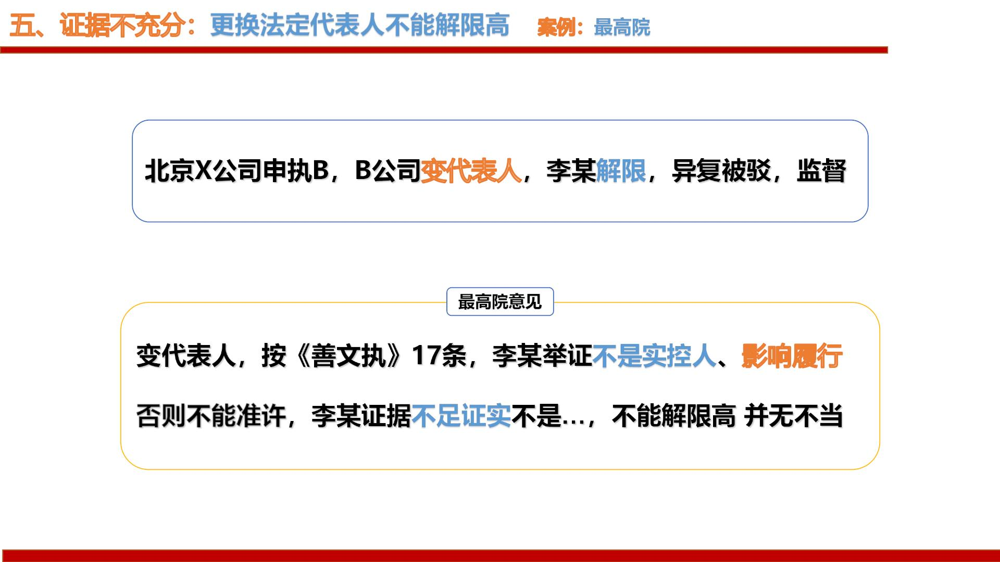 五、证据不充分：更换法定代表人不能解限高 案例：最高院
北京X公司申执B，B公司变代表人，李某解限，异复被驳，监督
最高院意见
变代表人，按《善文执》17条，李某举证不是实控人、影响履行
否则不能准许，李某证据不足证实不是…，不能解限高 并无不当